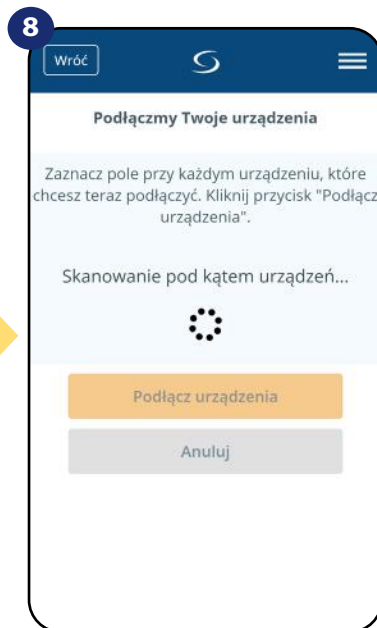 8
Wróć
Podłączmy Twoje urządzenia
Zaznacz pole przy każdym urządzeniu, które
chcesz teraz podłączyć. Kliknij przycisk "Podłącz
urządzenia".
Skanowanie pod kątem urządzeń...
Podłącz urządzenia
Anuluj